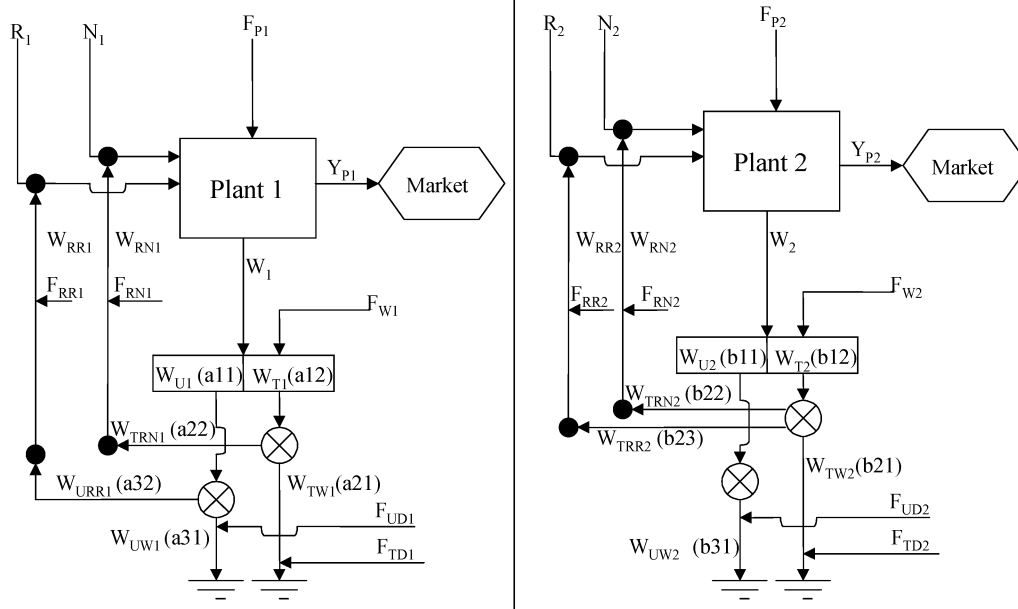 R1 N1 FP1
Plant 1
YP1
Market
WRR1 WRN1
W1
FRR1 FRN1
FW1
WU1 (a11) WT1 (a12)
WTRN1 (a22)
WURR1 (a32)
WTW1 (a21)
FUD1
WUW1 (a31)
FTD1
R2 N2 FP2
Plant 2
YP2
Market
WRR2 WRN2
W2
FRR2 FRN2
FW2
WU2 (b11) WT2 (b12)
WTRN2 (b22)
WTRR2 (b23)
WTW2 (b21)
FUD2
WUW2 (b31)
FTD2